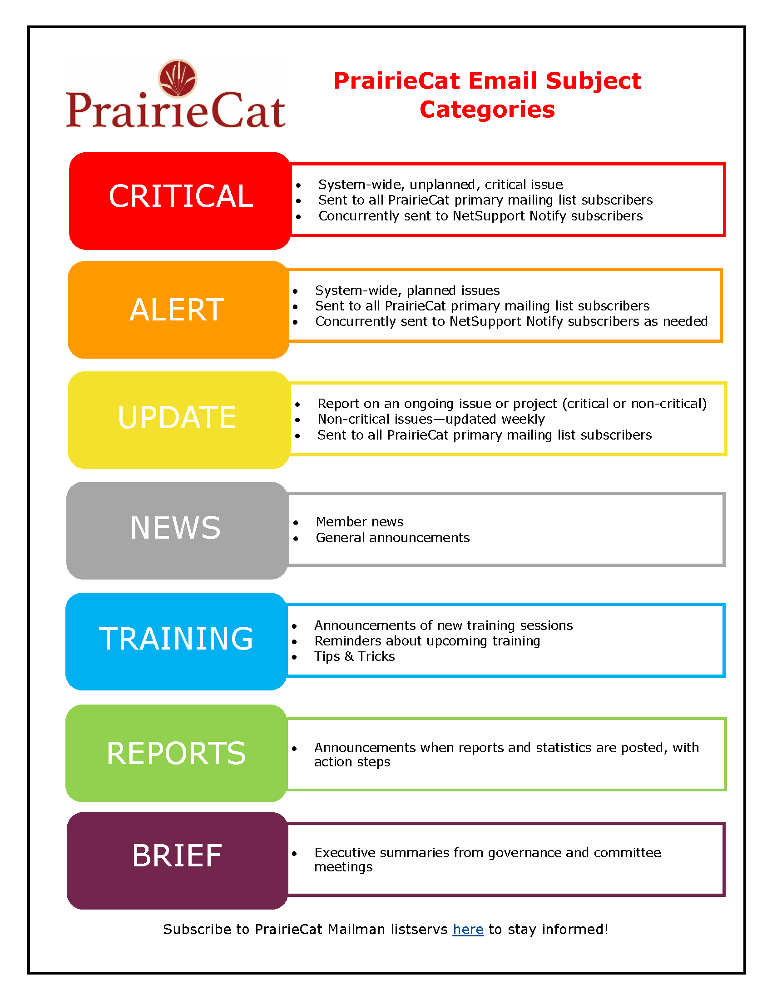 PrairieCat
PrairieCat Email Subject
Categories
CRITICAL
• System-wide, unplanned, critical issue
• Sent to all PrairieCat primary mailing list subscribers
• Concurrently sent to NetSupport Notify subscribers
ALERT
• System-wide, planned issues
• Sent to all PrairieCat primary mailing list subscribers
• Concurrently sent to NetSupport Notify subscribers as needed
UPDATE
• Report on an ongoing issue or project (critical or non-critical)
• Non-critical issues—updated weekly
• Sent to all PrairieCat primary mailing list subscribers
NEWS
• Member news
• General announcements
TRAINING
• Announcements of new training sessions
• Reminders about upcoming training
• Tips & Tricks
REPORTS
• Announcements when reports and statistics are posted, with
action steps
BRIEF
• Executive summaries from governance and committee
meetings
Subscribe to PrairieCat Mailman listservs here to stay informed!